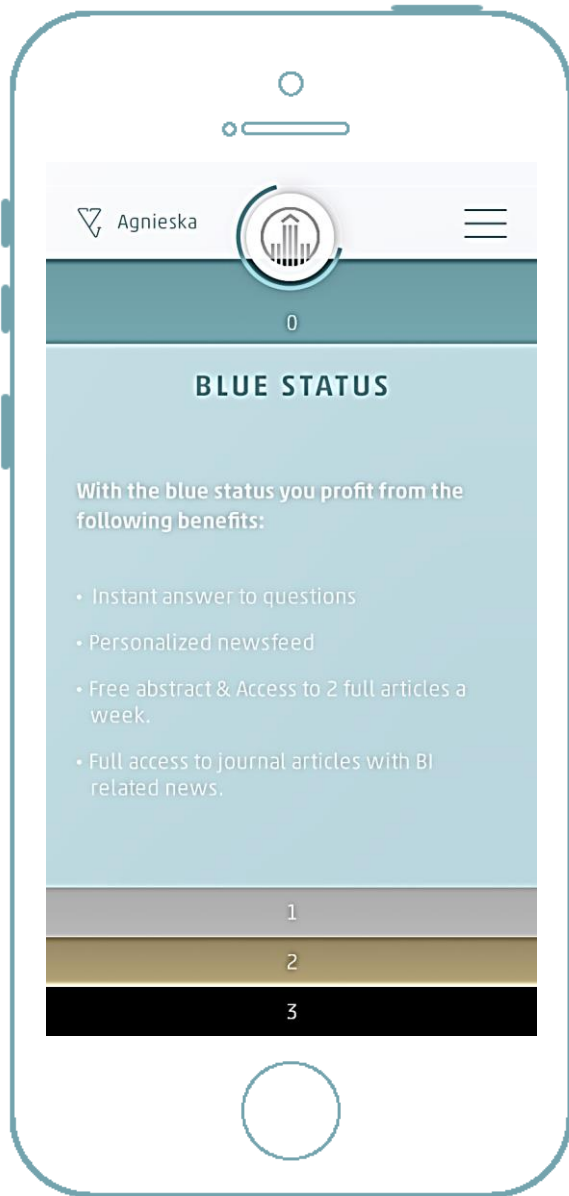 Agnieska
0
BLUE STATUS
With the blue status you profit from the
following benefits:
• Instant answer to questions
• Personalized newsfeed
• Free abstract & Access to 2 full articles a
week.
• Full access to journal articles with BI
related news.
1
2
3